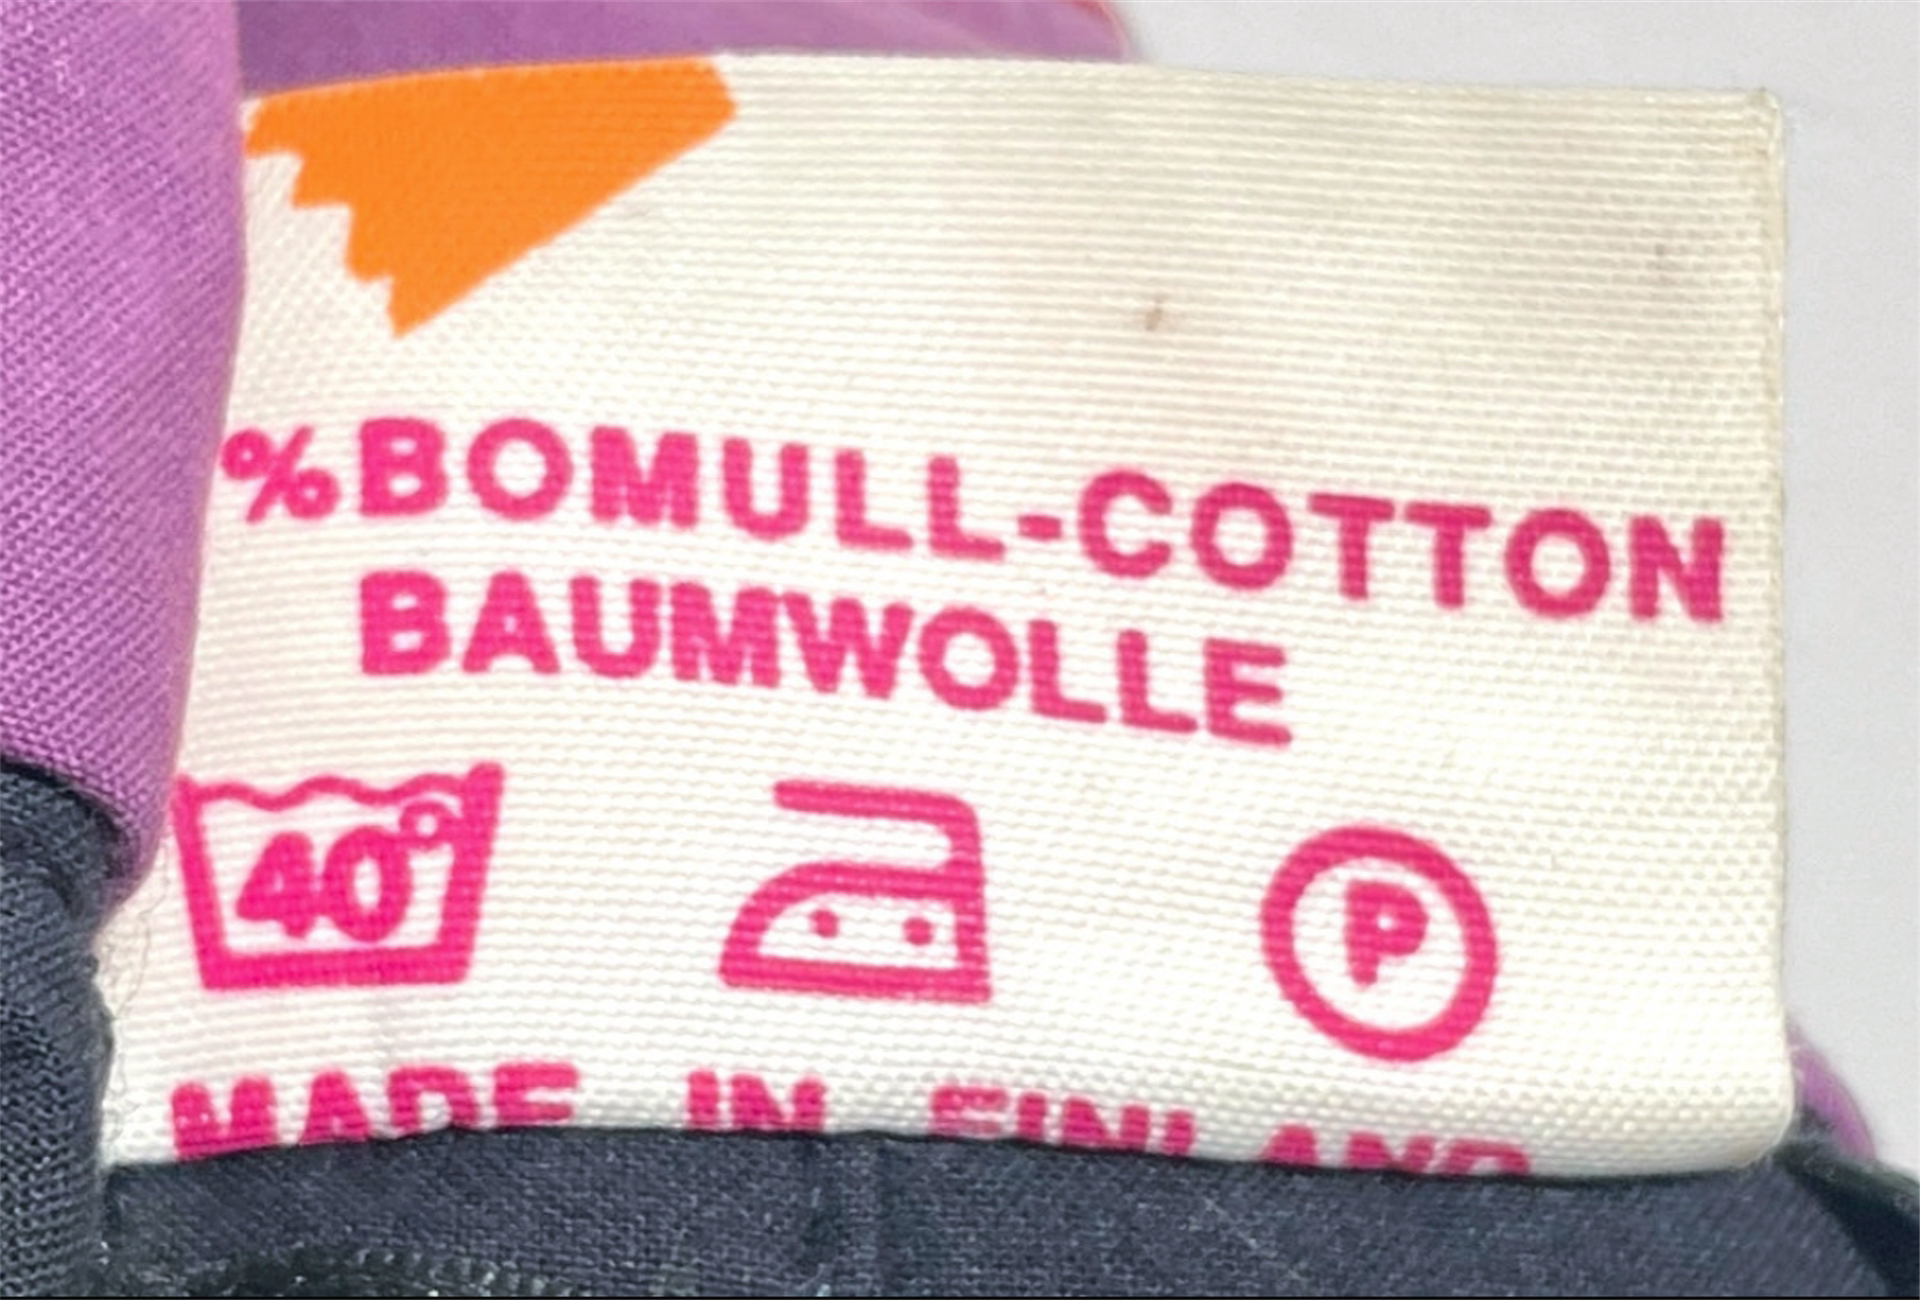 %BOMULL-COTTON
BAUMWOLLE
40°
P
MADE IN FINLAND